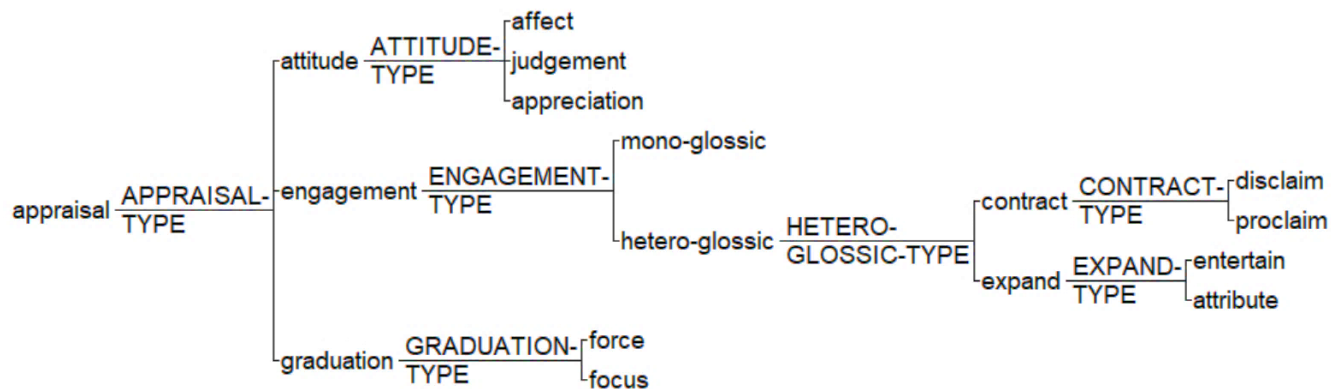 appraisal
APPRAISAL-
TYPE
attitude
ATTITUDE-
TYPE
affect
judgement
appreciation
engagement
ENGAGEMENT-
TYPE
mono-glossic
hetero-glossic
HETERO-
GLOSSIC-TYPE
contract
CONTRACT-
TYPE
disclaim
proclaim
expand
EXPAND-
TYPE
entertain
attribute
graduation
GRADUATION-
TYPE
force
focus